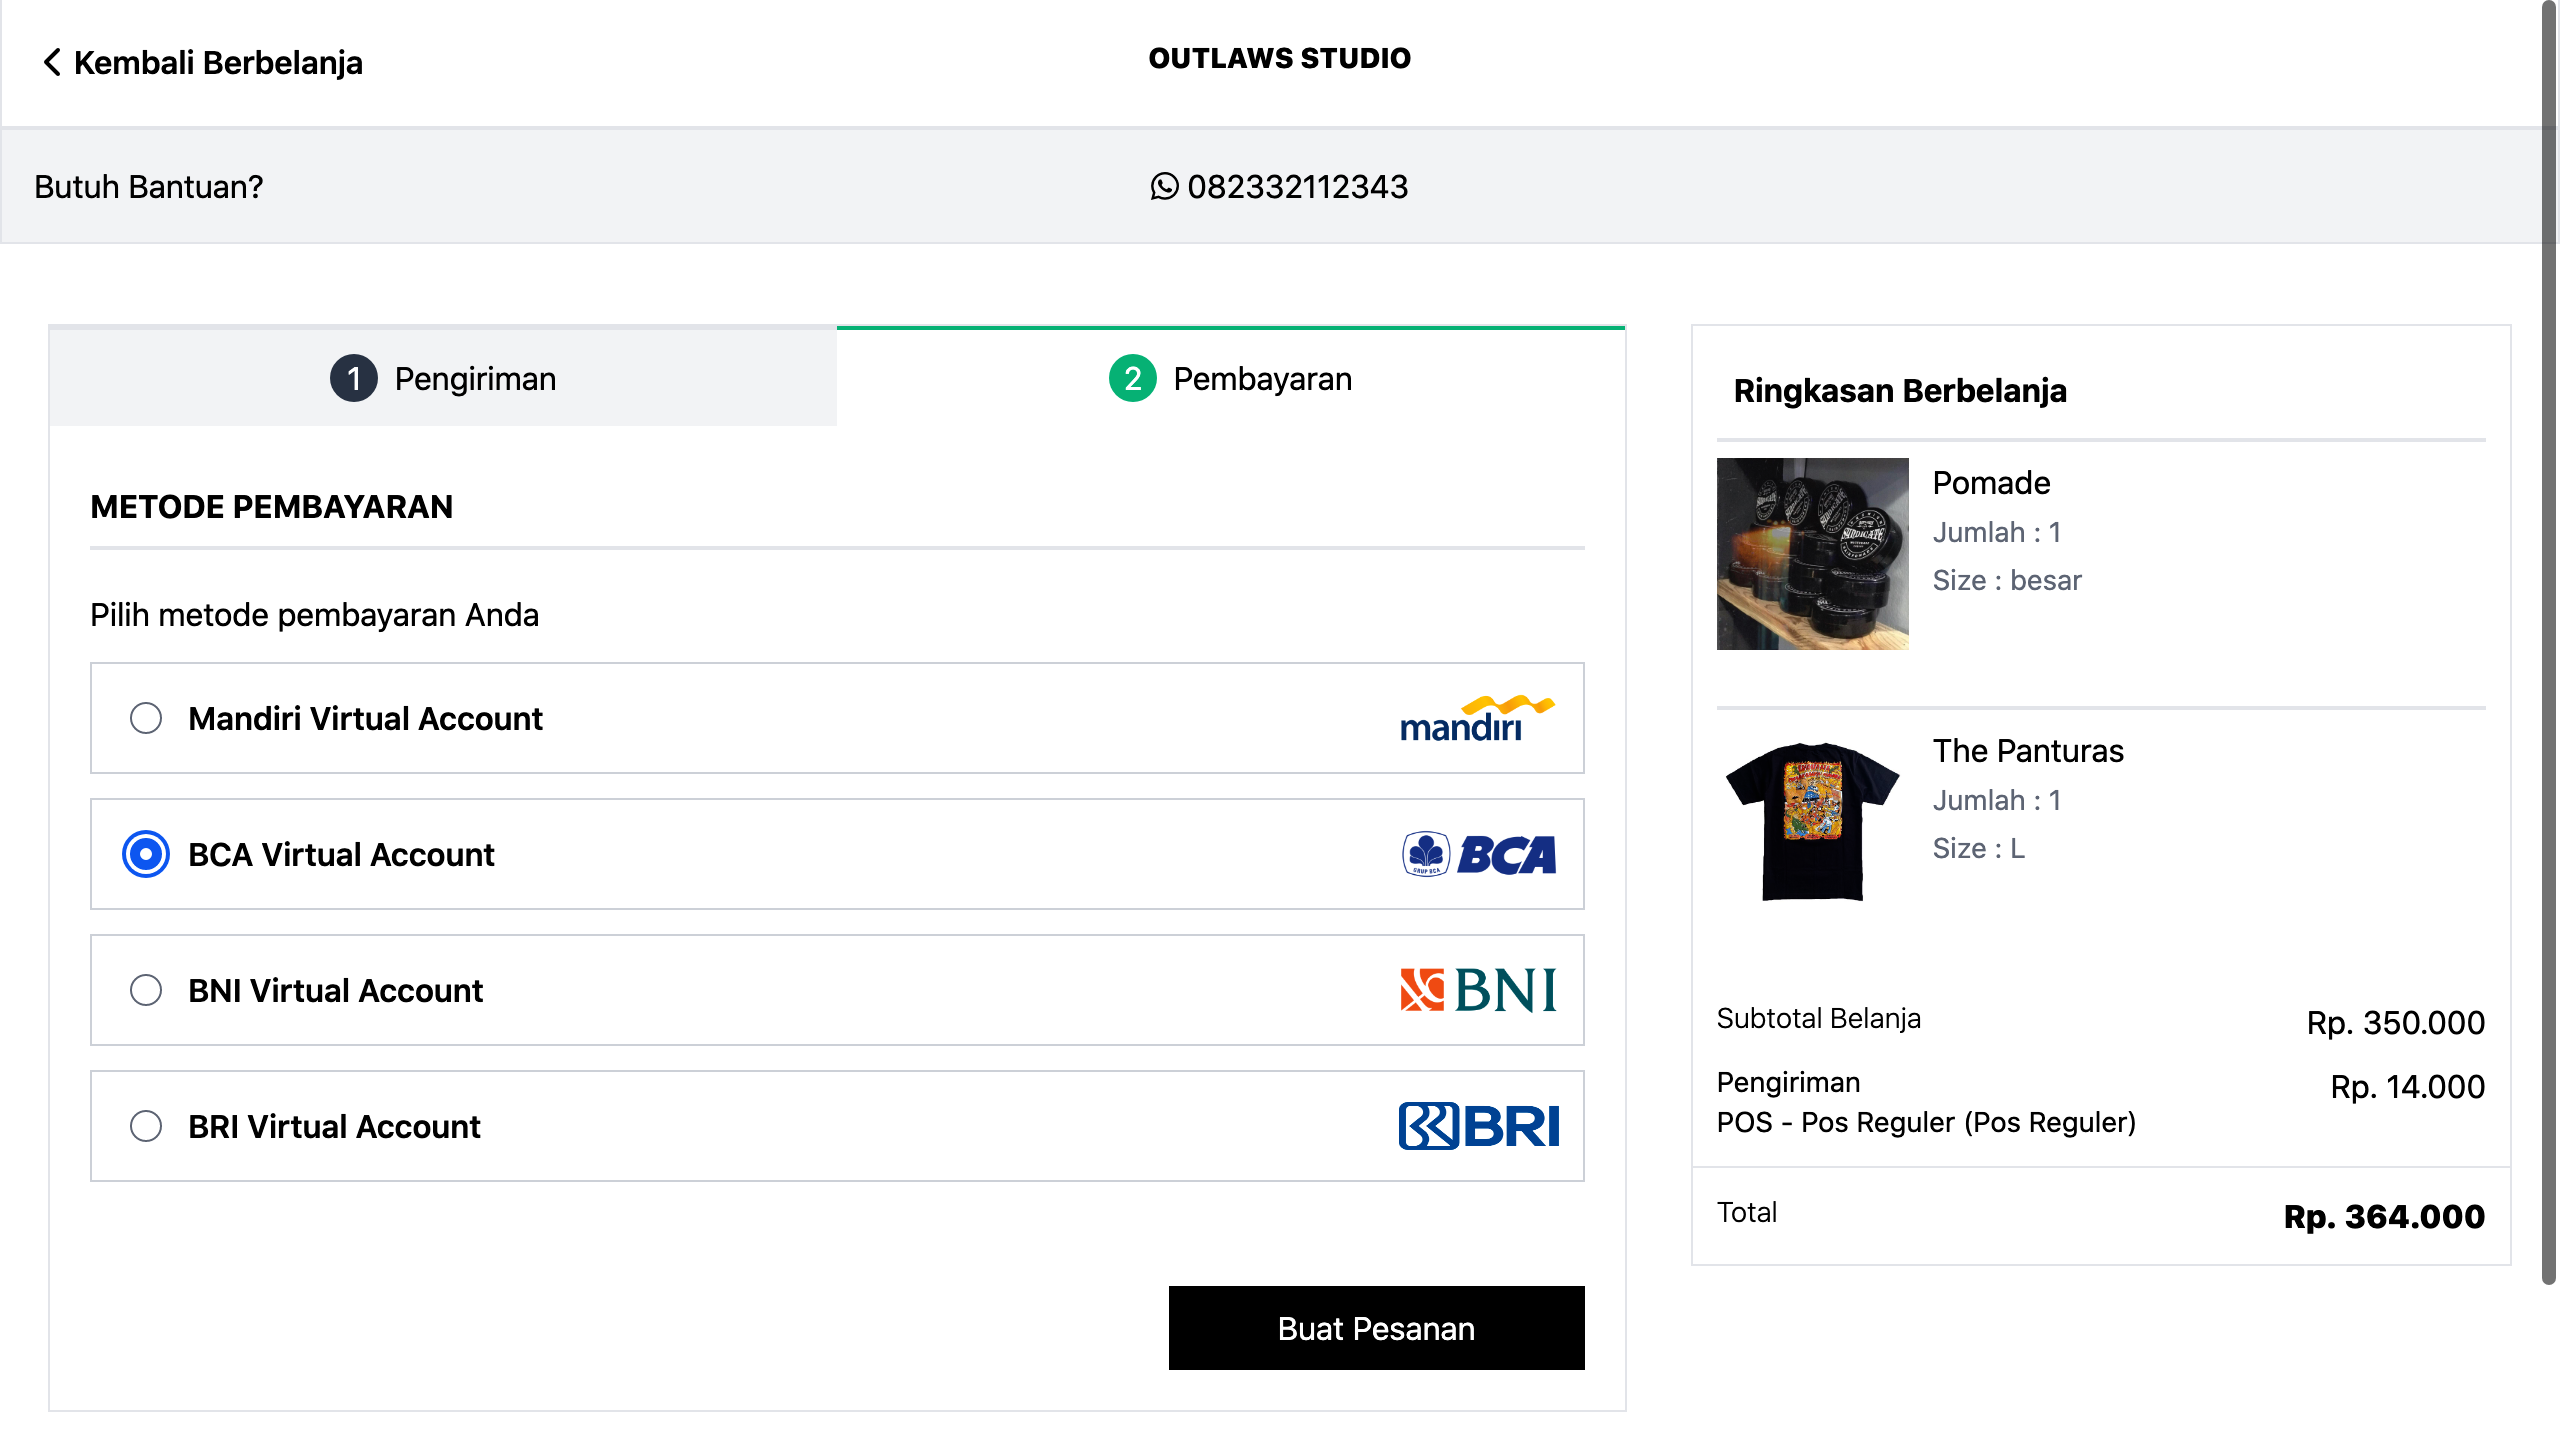 Kembali Berbelanja
OUTLAWS STUDIO
Butuh Bantuan?
082332112343
1 Pengiriman
2 Pembayaran
METODE PEMBAYARAN
Pilih metode pembayaran Anda
Mandiri Virtual Account
mandiri
BCA Virtual Account
GRUP BCA
BCA
BNI Virtual Account
BNI
BRI Virtual Account
BRI
Buat Pesanan
Ringkasan Berbelanja
Pomade
Jumlah : 1
Size : besar
The Panturas
Jumlah : 1
Size : L
Subtotal Belanja
Rp. 350.000
Pengiriman
Rp. 14.000
POS - Pos Reguler (Pos Reguler)
Total
Rp. 364.000